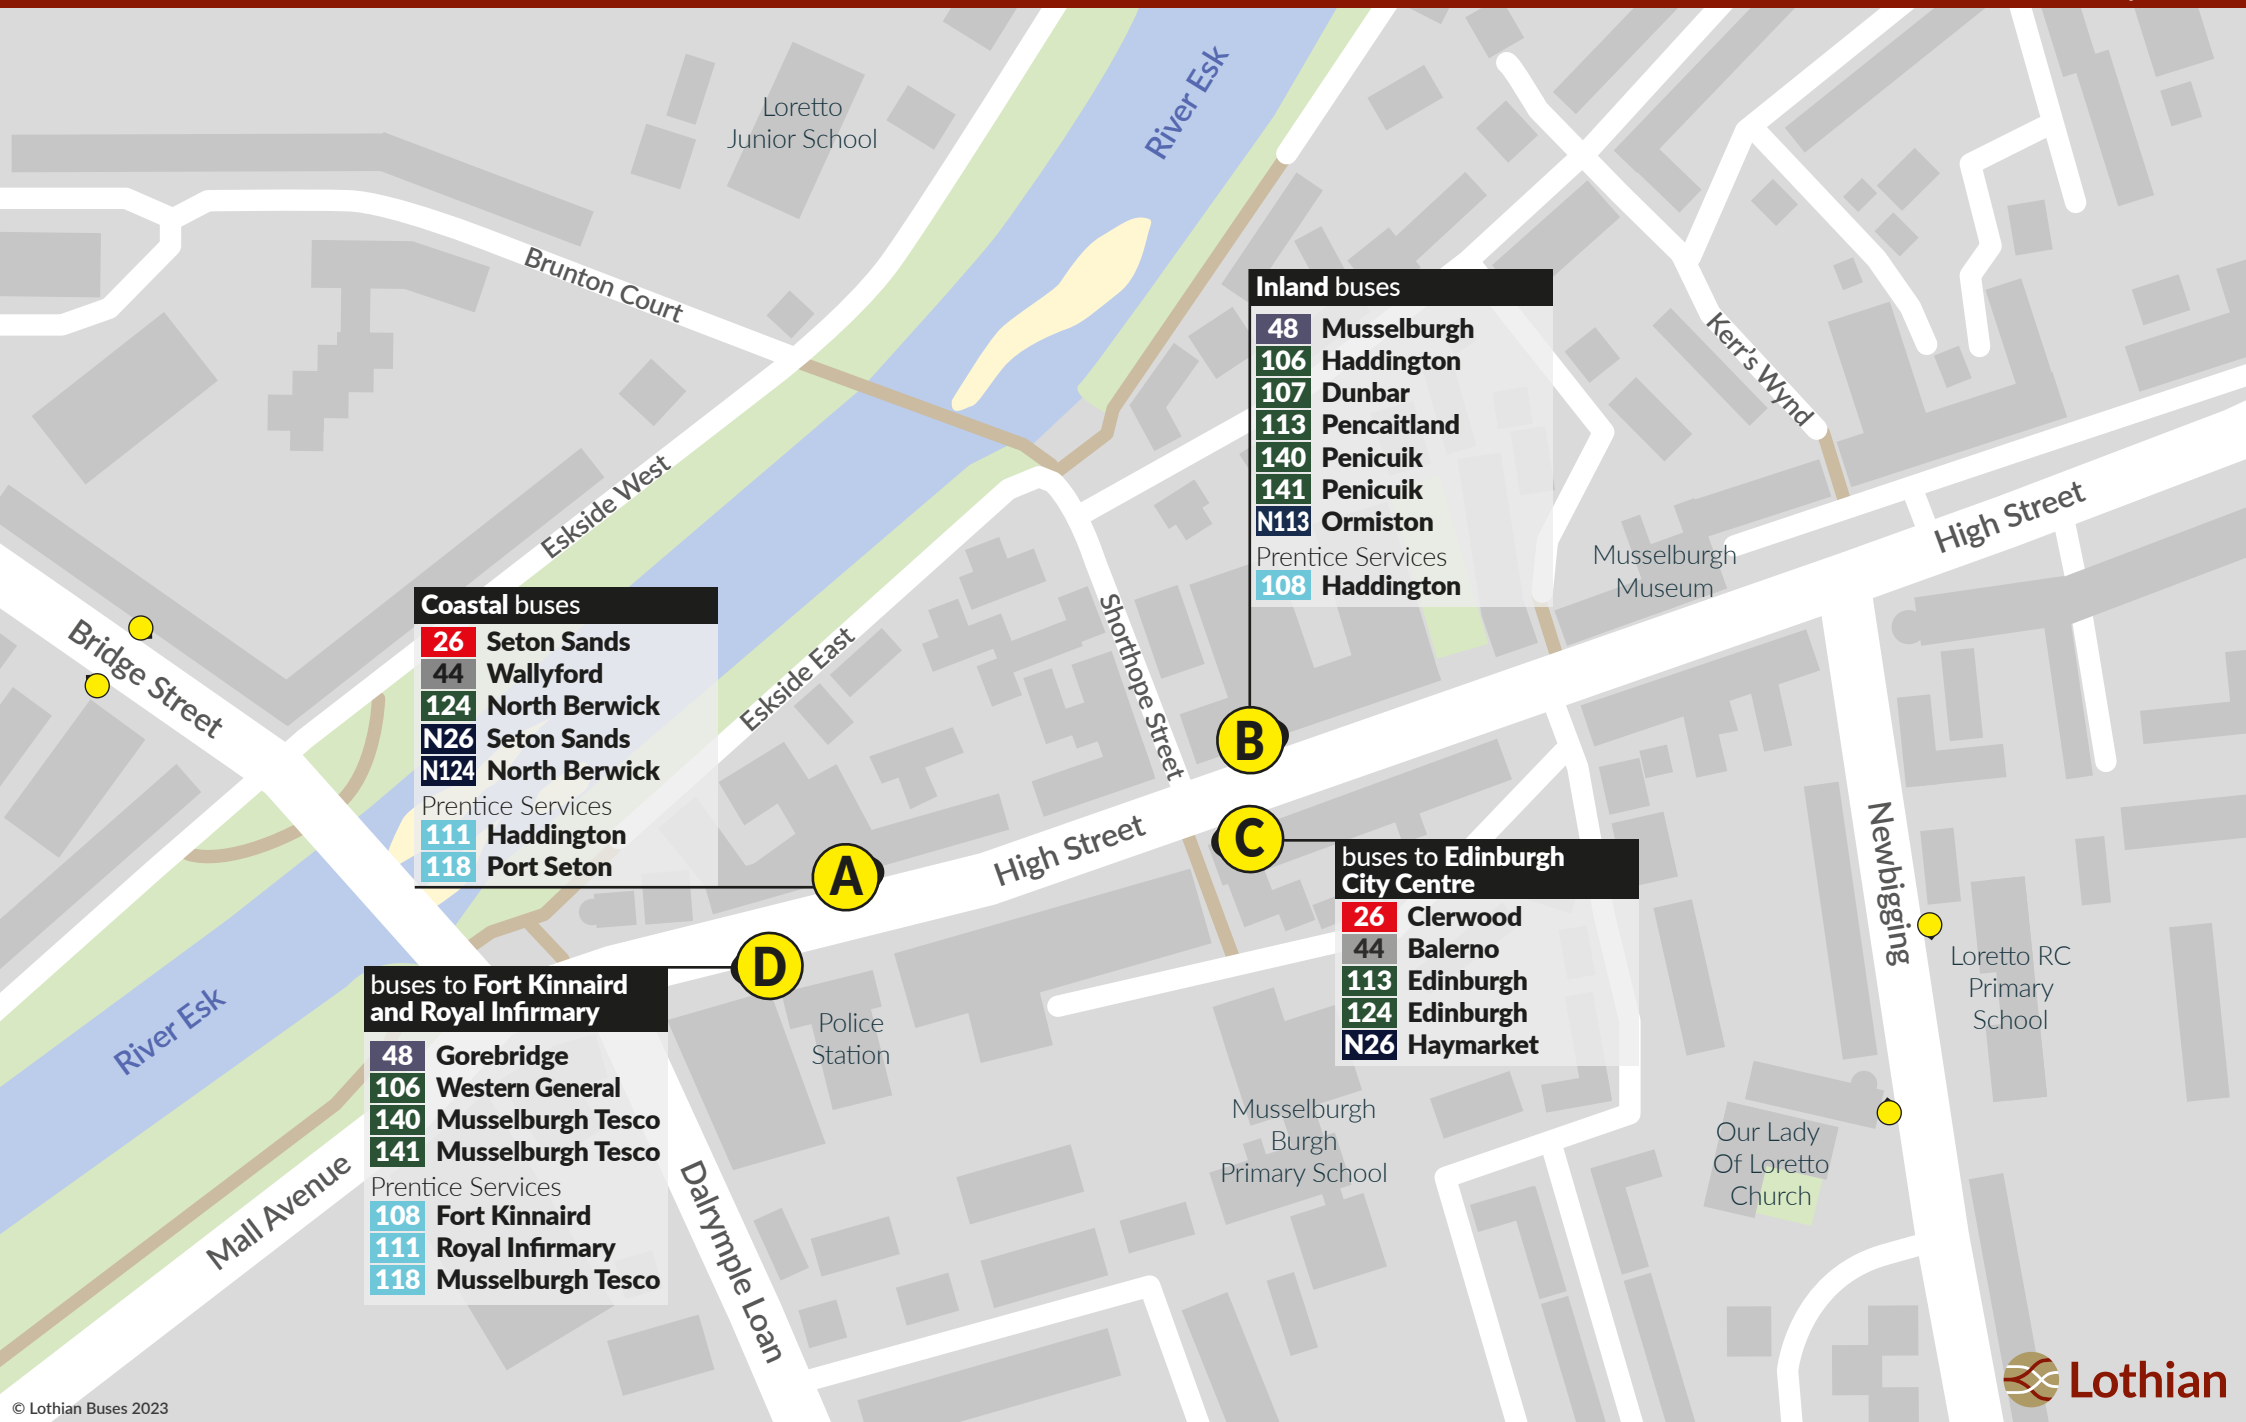 River Esk
Loretto
Junior School
Brunton Court
Inland buses
48 Musselburgh
106 Haddington
107 Dunbar
113 Pencaitland
140 Penicuik
141 Penicuik
N113 Ormiston
Prentice Services
108 Haddington
Kerr's Wynd
High Street
Musselburgh
Museum
Eskside West
Coastal buses
26 Seton Sands
44 Wallyford
124 North Berwick
N26 Seton Sands
N124 North Berwick
Prentice Services
111 Haddington
118 Port Seton
Bridge Street
Eskside East
Shorthope Street
B
A
High Street
C
buses to Edinburgh
City Centre
26 Clerwood
44 Balerno
113 Edinburgh
124 Edinburgh
N26 Haymarket
Newbigging
Loretto RC
Primary
School
D
buses to Fort Kinnaird
and Royal Infirmary
48 Gorebridge
106 Western General
140 Musselburgh Tesco
141 Musselburgh Tesco
Prentice Services
108 Fort Kinnaird
111 Royal Infirmary
118 Musselburgh Tesco
River Esk
Police
Station
Musselburgh
Burgh
Primary School
Our Lady
Of Loretto
Church
Mall Avenue
Dalrymple Loan
Lothian
© Lothian Buses 2023